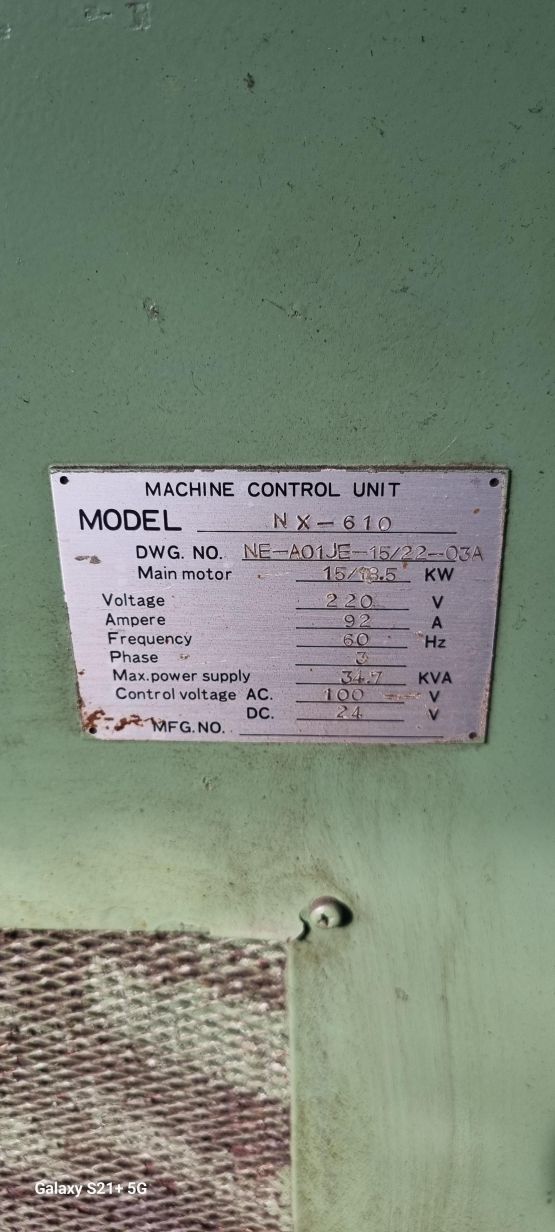 MACHINE CONTROL UNIT
MODEL NX-610
DWG. NO. NE-A01JE-15/22-03A
Main motor 15/18.5 KW
Voltage 220 V
Ampere 92 A
Frequency 60 Hz
Phase 3
Max. power supply 34.7 KVA
Control voltage AC. 100 V
DC. 24 V
MFG. NO.
Galaxy S21+ 5G